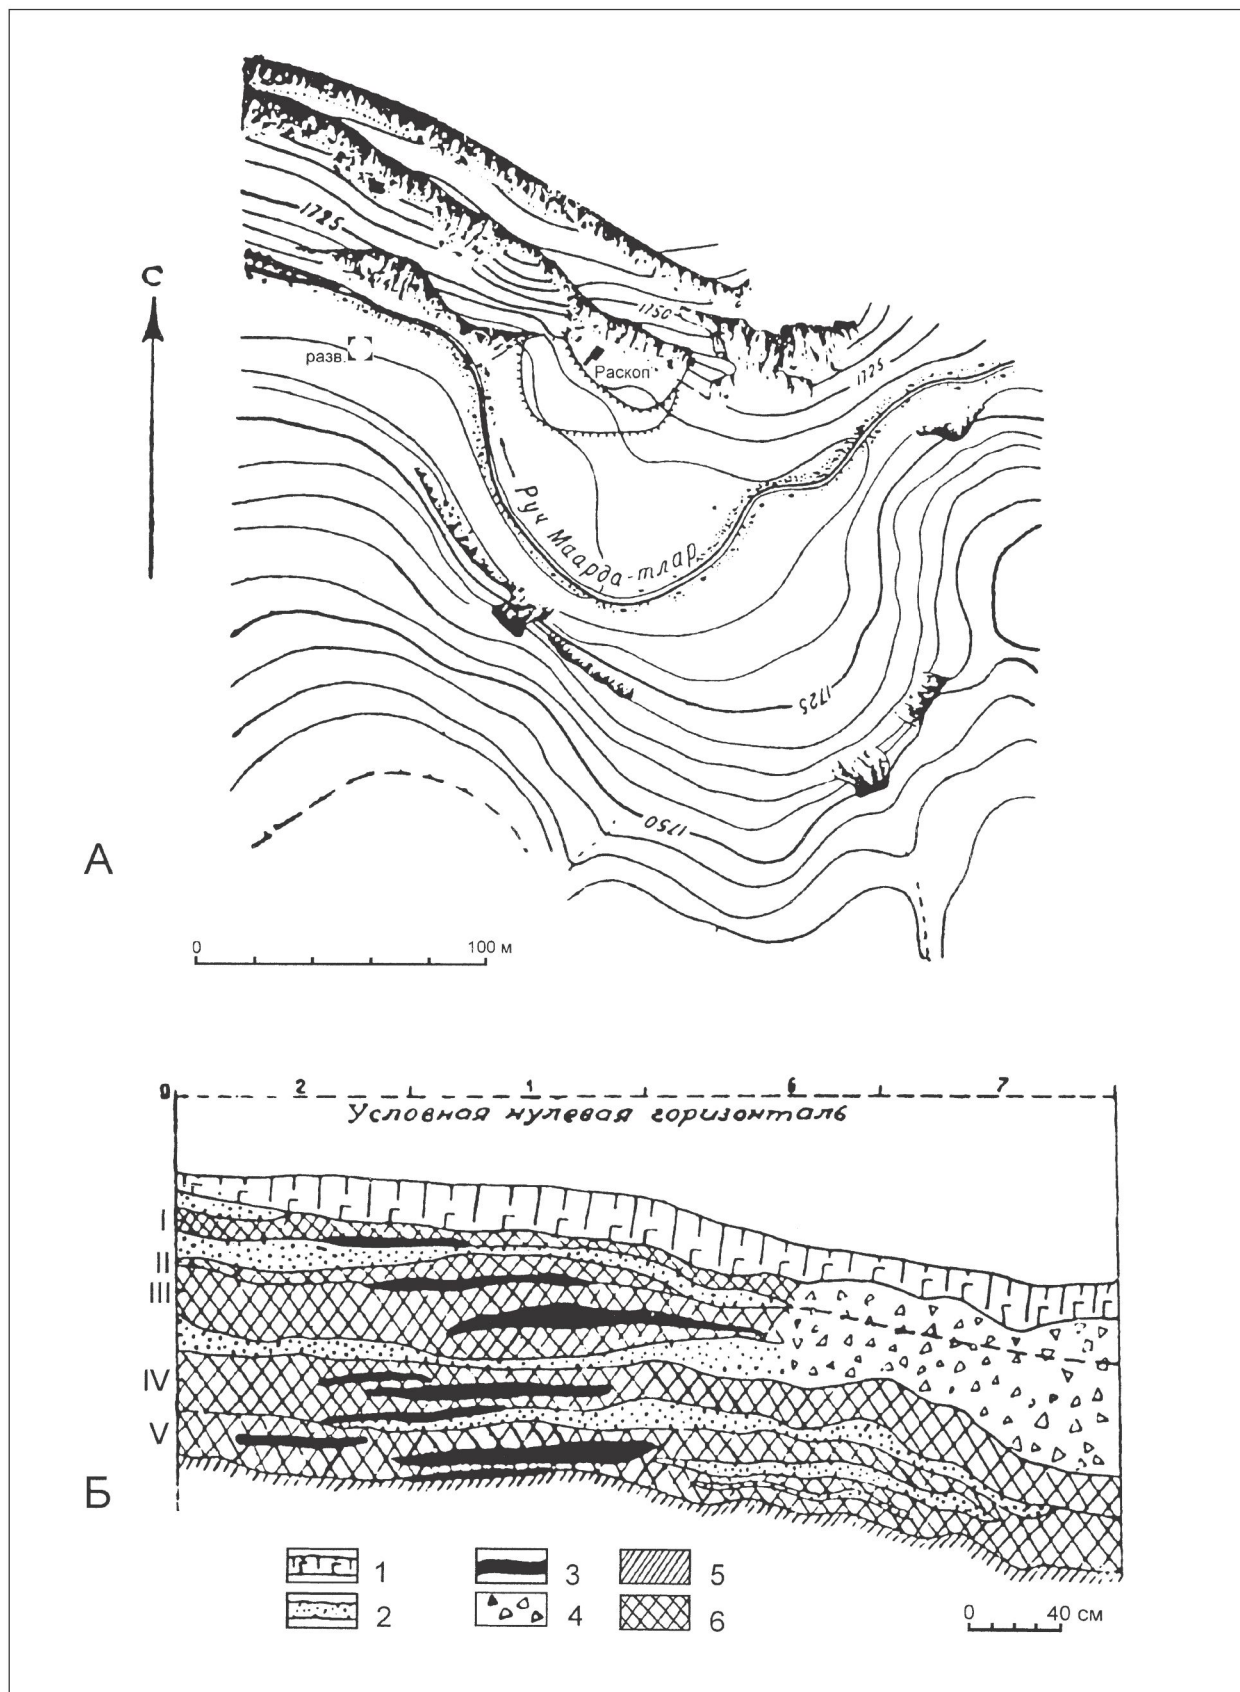 С
1725
1750
1725
разв.
Раскоп
Руч Маарда-тлар
1725
1750
А
0 100 м
0 2 1 6 7
Условная нулевая горизонталь
I
II
III
IV
V
Б
1 3 5
2 4 6
0 40 см